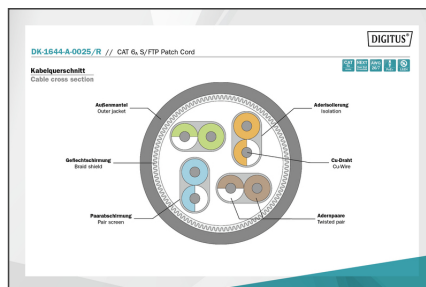 DIGITUS®
DK-1644-A-0025/R // CAT 6A S/FTP Patch Cord
Kabelquerschnitt
Cable cross section
Außenmantel
Outer jacket
Aderisolierung
Isolation
Geflechtschirmung
Braid shield
Cu-Draht
Cu-Wire
Paarabschirmung
Pair screen
Adernpaare
Twisted pair